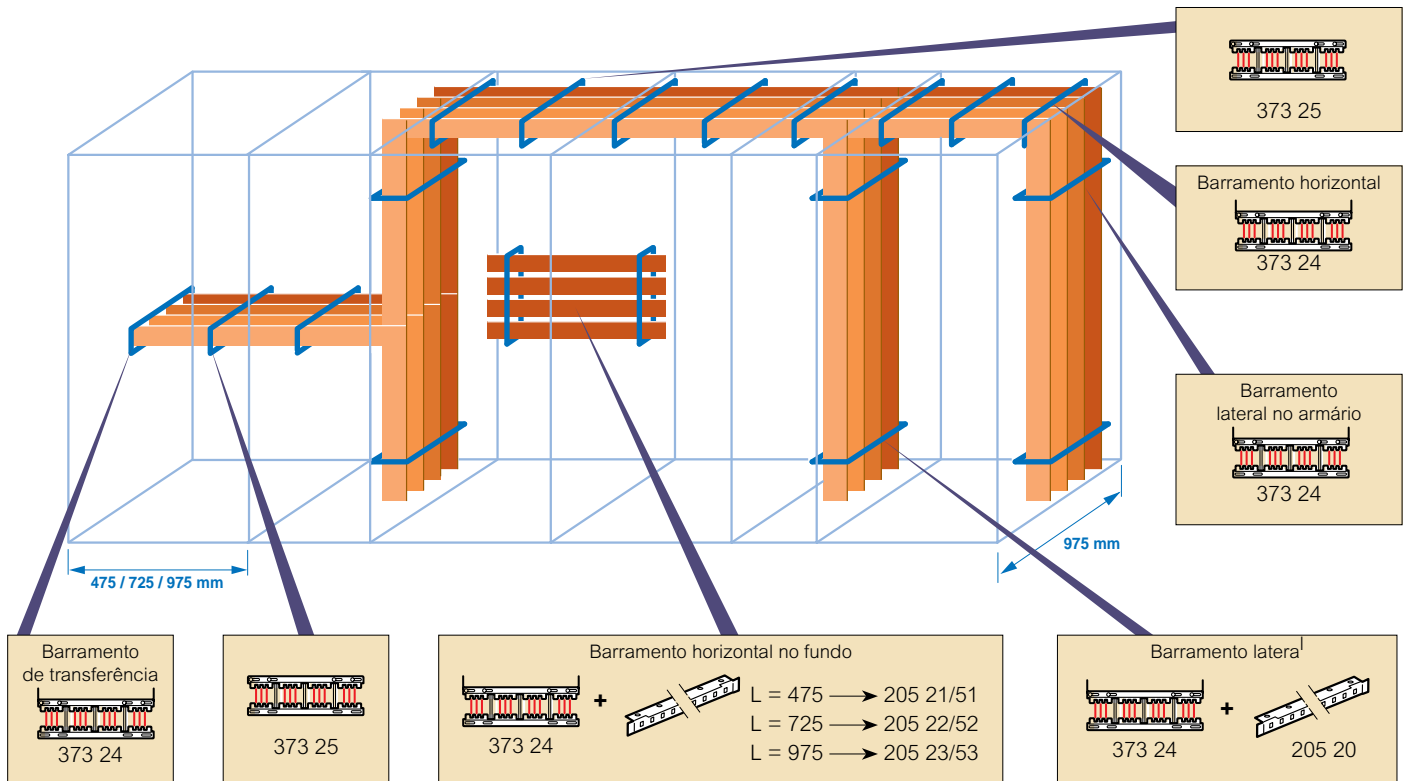 373 25
Barramento horizontal
373 24
Barramento
lateral no armário
373 24
975 mm
475 / 725 / 975 mm
Barramento
de transferência
373 24
373 25
Barramento horizontal no fundo
373 24
+
L = 475 → 205 21/51
L = 725 → 205 22/52
L = 975 → 205 23/53
Barramento lateral
373 24
+
205 20